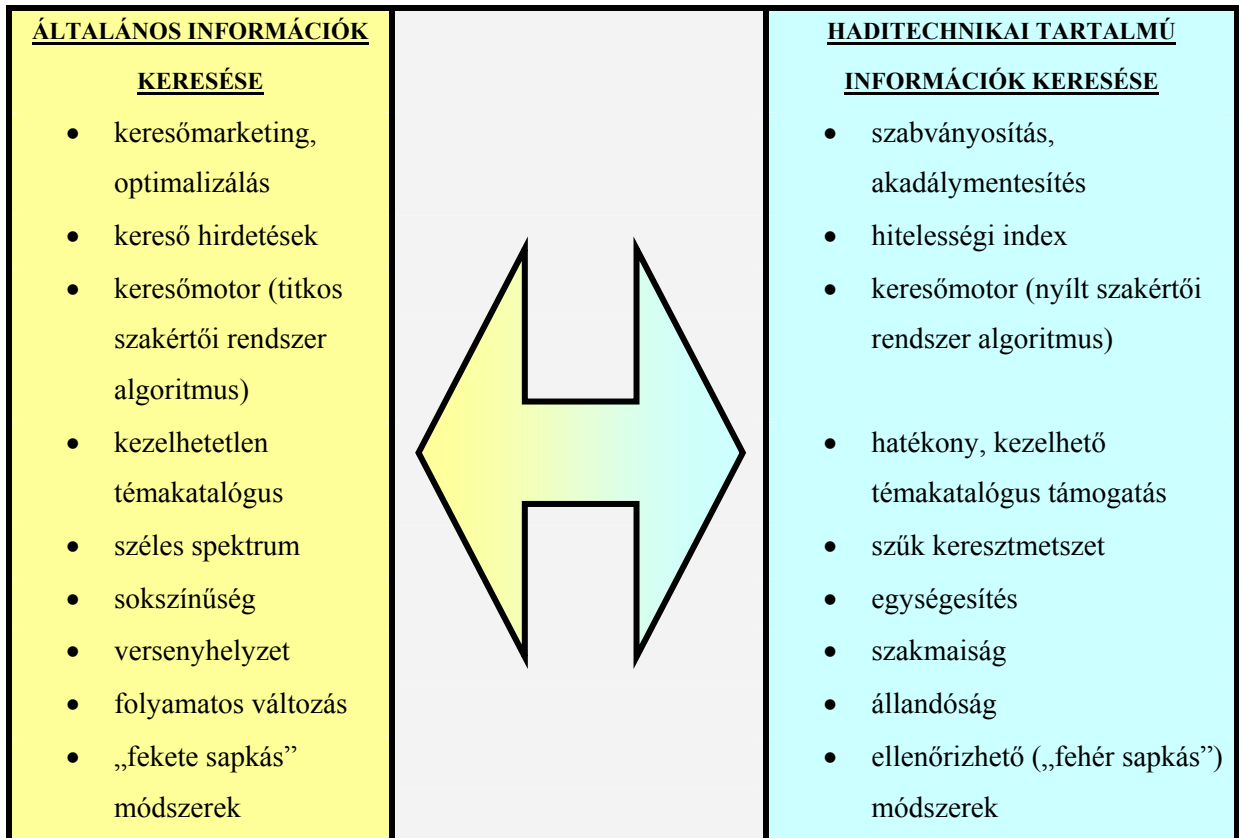 ÁLTALÁNOS INFORMÁCIÓK
KERESÉSE
• keresőmarketing,
optimalizálás
• kereső hirdetések
• keresőmotor (titkos
szakértői rendszer
algoritmus)
• kezelhetetlen
témakatalógus
• széles spektrum
• sokszínűség
• versenyhelyzet
• folyamatos változás
• „fekete sapkás”
módszerek
HADITECHNIKAI TARTALMÚ
INFORMÁCIÓK KERESÉSE
• szabványosítás,
akadálymentesítés
• hitelességi index
• keresőmotor (nyílt szakértői
rendszer algoritmus)
• hatékony, kezelhető
témakatalógus támogatás
• szűk keresztmetszet
• egységesítés
• szakmaiság
• állandóság
• ellenőrizhető („fehér sapkás”)
módszerek